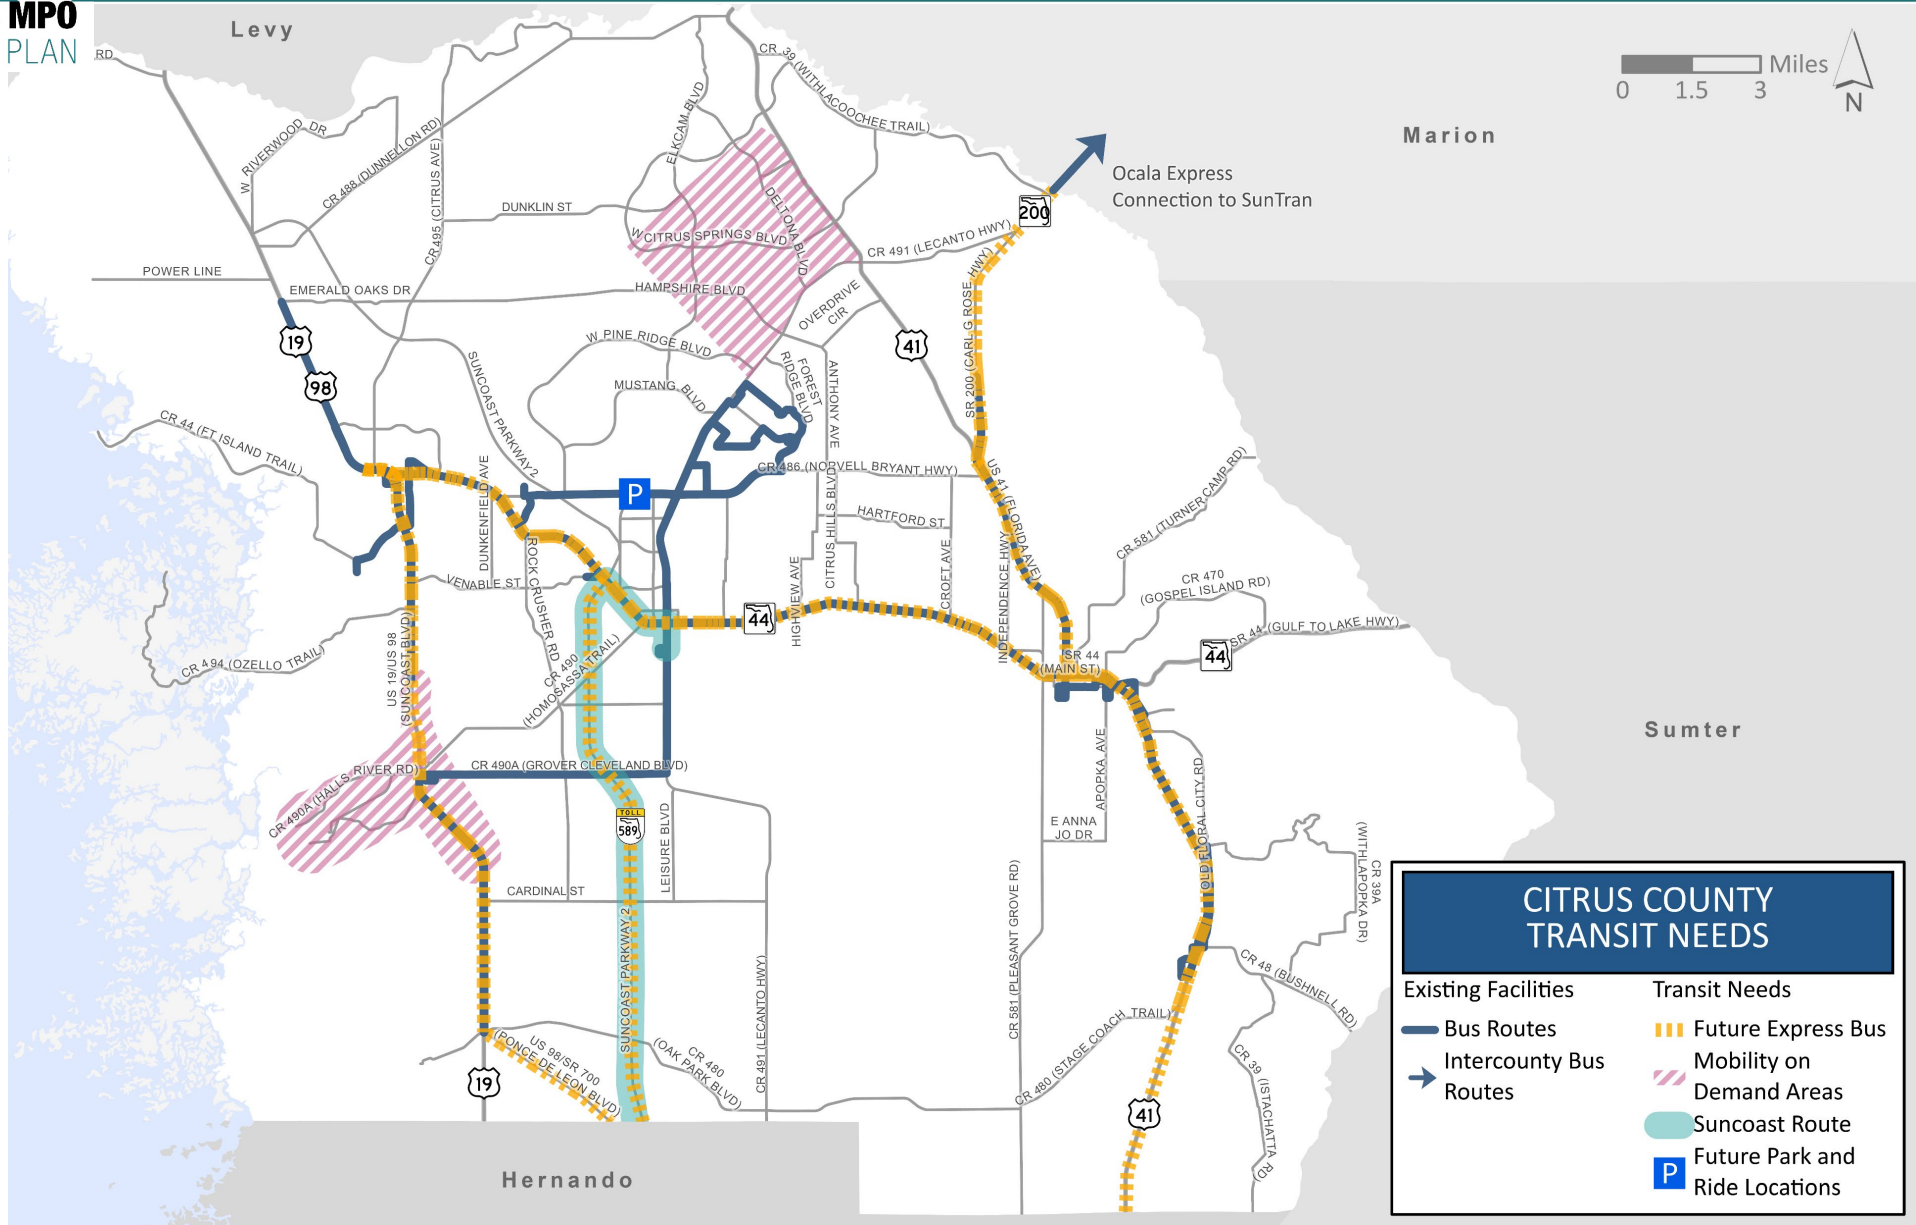 MPO
PLAN
Levy
RD
CR 39 (WITHLACOOCHEE TRAIL)
Miles
0 1.5 3
N
Marion
W RIVERWOOD DR
CR 488 (DUNNELLON RD)
CR 495 (CITRUS AVE)
ELKCAM BLVD
Ocala Express
Connection to SunTran
200
DUNKLIN ST
DELTONA BLVD
W CITRUS SPRINGS BLVD
CR 491 (LECANTO HWY)
POWER LINE
EMERALD OAKS DR
HAMPSHIRE BLVD
OVERDRIVE
CIR
SR 200 (CARL G ROSE HWY)
19
41
W PINE RIDGE BLVD
98
SUNCOAST PARKWAY 2
MUSTANG BLVD
FOREST
RIDGE BLVD
ANTHONY AVE
CR 44 (FT ISLAND TRAIL)
CR 486 (NORVELL BRYANT HWY)
P
US 41 (FLORIDA AVE)
CR 581 (TURNER CAMP RD)
DUNKENFIELD AVE
HARTFORD ST
CITRUS HILLS BLVD
ROCK CRUSHER RD
VENABLE ST
HIGHVIEW AVE
CROFT AVE
INDEPENDENCE HWY
CR 470
(GOSPEL ISLAND RD)
44
SR 44 (GULF TO LAKE HWY)
44
SR 44
(MAIN ST)
CR 494 (OZELLO TRAIL)
US 19/US 98
(SUNCOAST BLVD)
CR 490
(HOMOSASSA TRAIL)
Sumter
CR 490A (HALLS RIVER RD)
CR 490A (GROVER CLEVELAND BLVD)
TOLL
589
APOPKA AVE
OLD FLORAL CITY RD
E ANNA
JO DR
LEISURE BLVD
CARDINAL ST
CR 39A
(WITHLAPOPKA DR)
CR 581 (PLEASANT GROVE RD)
SUNCOAST PARKWAY 2
CR 491 (LECANTO HWY)
CR 48 (BUSHNELL RD)
US 98/SR 700
(PONCE DE LEON BLVD)
CR 480
(OAK PARK BLVD)
CR 480 (STAGE COACH TRAIL)
CR 39 (ISTACHATTA RD)
19
41
Hernando
CITRUS COUNTY
TRANSIT NEEDS
Existing Facilities
Bus Routes
Intercounty Bus
Routes
Transit Needs
Future Express Bus
Mobility on
Demand Areas
Suncoast Route
P
Future Park and
Ride Locations